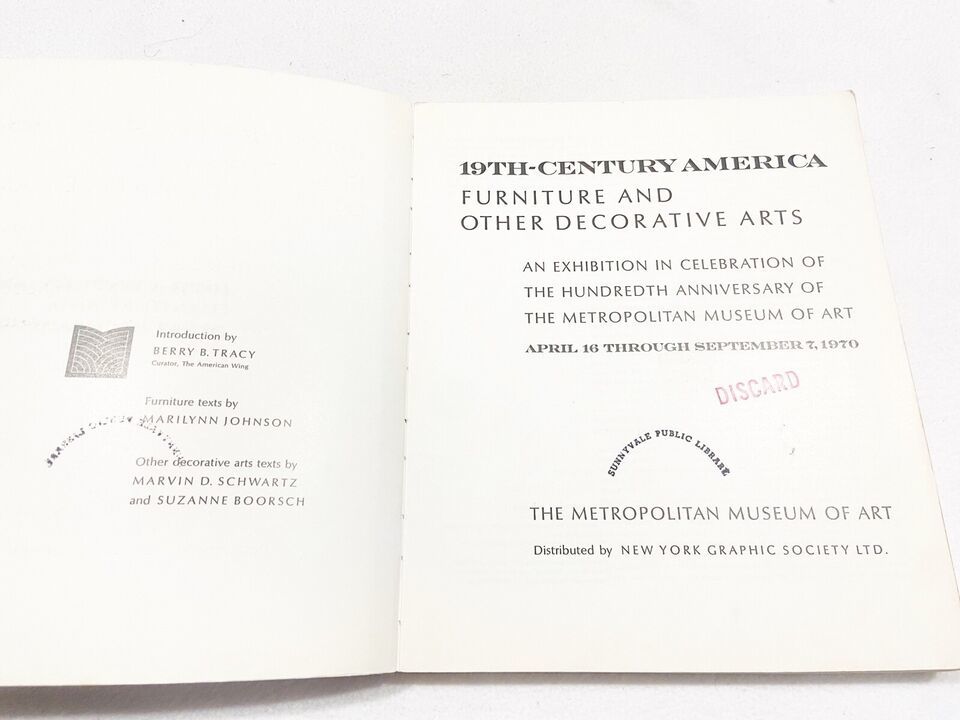 Introduction by
BERRY B. TRACY
Curator, The American Wing
Furniture texts by
MARILYNN JOHNSON
Other decorative arts texts by
MARVIN D. SCHWARTZ
and SUZANNE BOORSCH
19TH-CENTURY AMERICA
FURNITURE AND
OTHER DECORATIVE ARTS
AN EXHIBITION IN CELEBRATION OF
THE HUNDREDTH ANNIVERSARY OF
THE METROPOLITAN MUSEUM OF ART
APRIL 16 THROUGH SEPTEMBER 7, 1970
DISCARD
SUNNYVALE PUBLIC LIBRARY
THE METROPOLITAN MUSEUM OF ART
Distributed by NEW YORK GRAPHIC SOCIETY LTD.